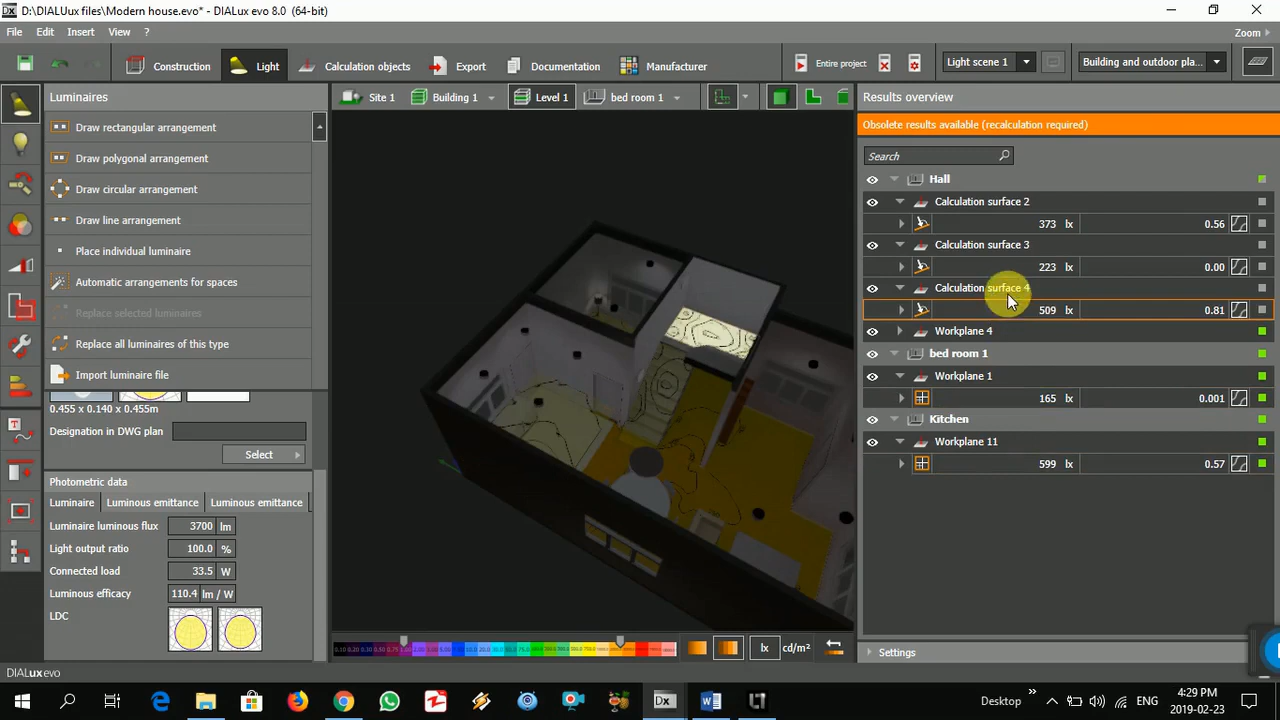 D:\DIALUux files\Modern house.evo* - DIALux evo 8.0 (64-bit)
File Edit Insert View ?
Zoom
Construction Light Calculation objects Export Documentation Manufacturer Entire project Light scene 1 Building and outdoor pla...
Luminaires
Site 1 Building 1 Level 1 bed room 1
Results overview
Draw rectangular arrangement
Draw polygonal arrangement
Draw circular arrangement
Draw line arrangement
Place individual luminaire
Automatic arrangements for spaces
Replace selected luminaires
Replace all luminaires of this type
Import luminaire file
0.455 x 0.140 x 0.455m
Designation in DWG plan
Select
Photometric data
Luminaire Luminous emittance Luminous emittance
Luminaire luminous flux 3700 lm
Light output ratio 100.0 %
Connected load 33.5 W
Luminous efficacy 110.4 lm / W
LDC
Obsolete results available (recalculation required)
Search
Hall
Calculation surface 2
373 lx 0.56
Calculation surface 3
223 lx 0.00
Calculation surface 4
509 lx 0.81
Workplane 4
bed room 1
Workplane 1
165 lx 0.001
Kitchen
Workplane 11
599 lx 0.57
lx cd/m²
Settings
DIALux evo
Desktop
ENG
4:29 PM
2019-02-23